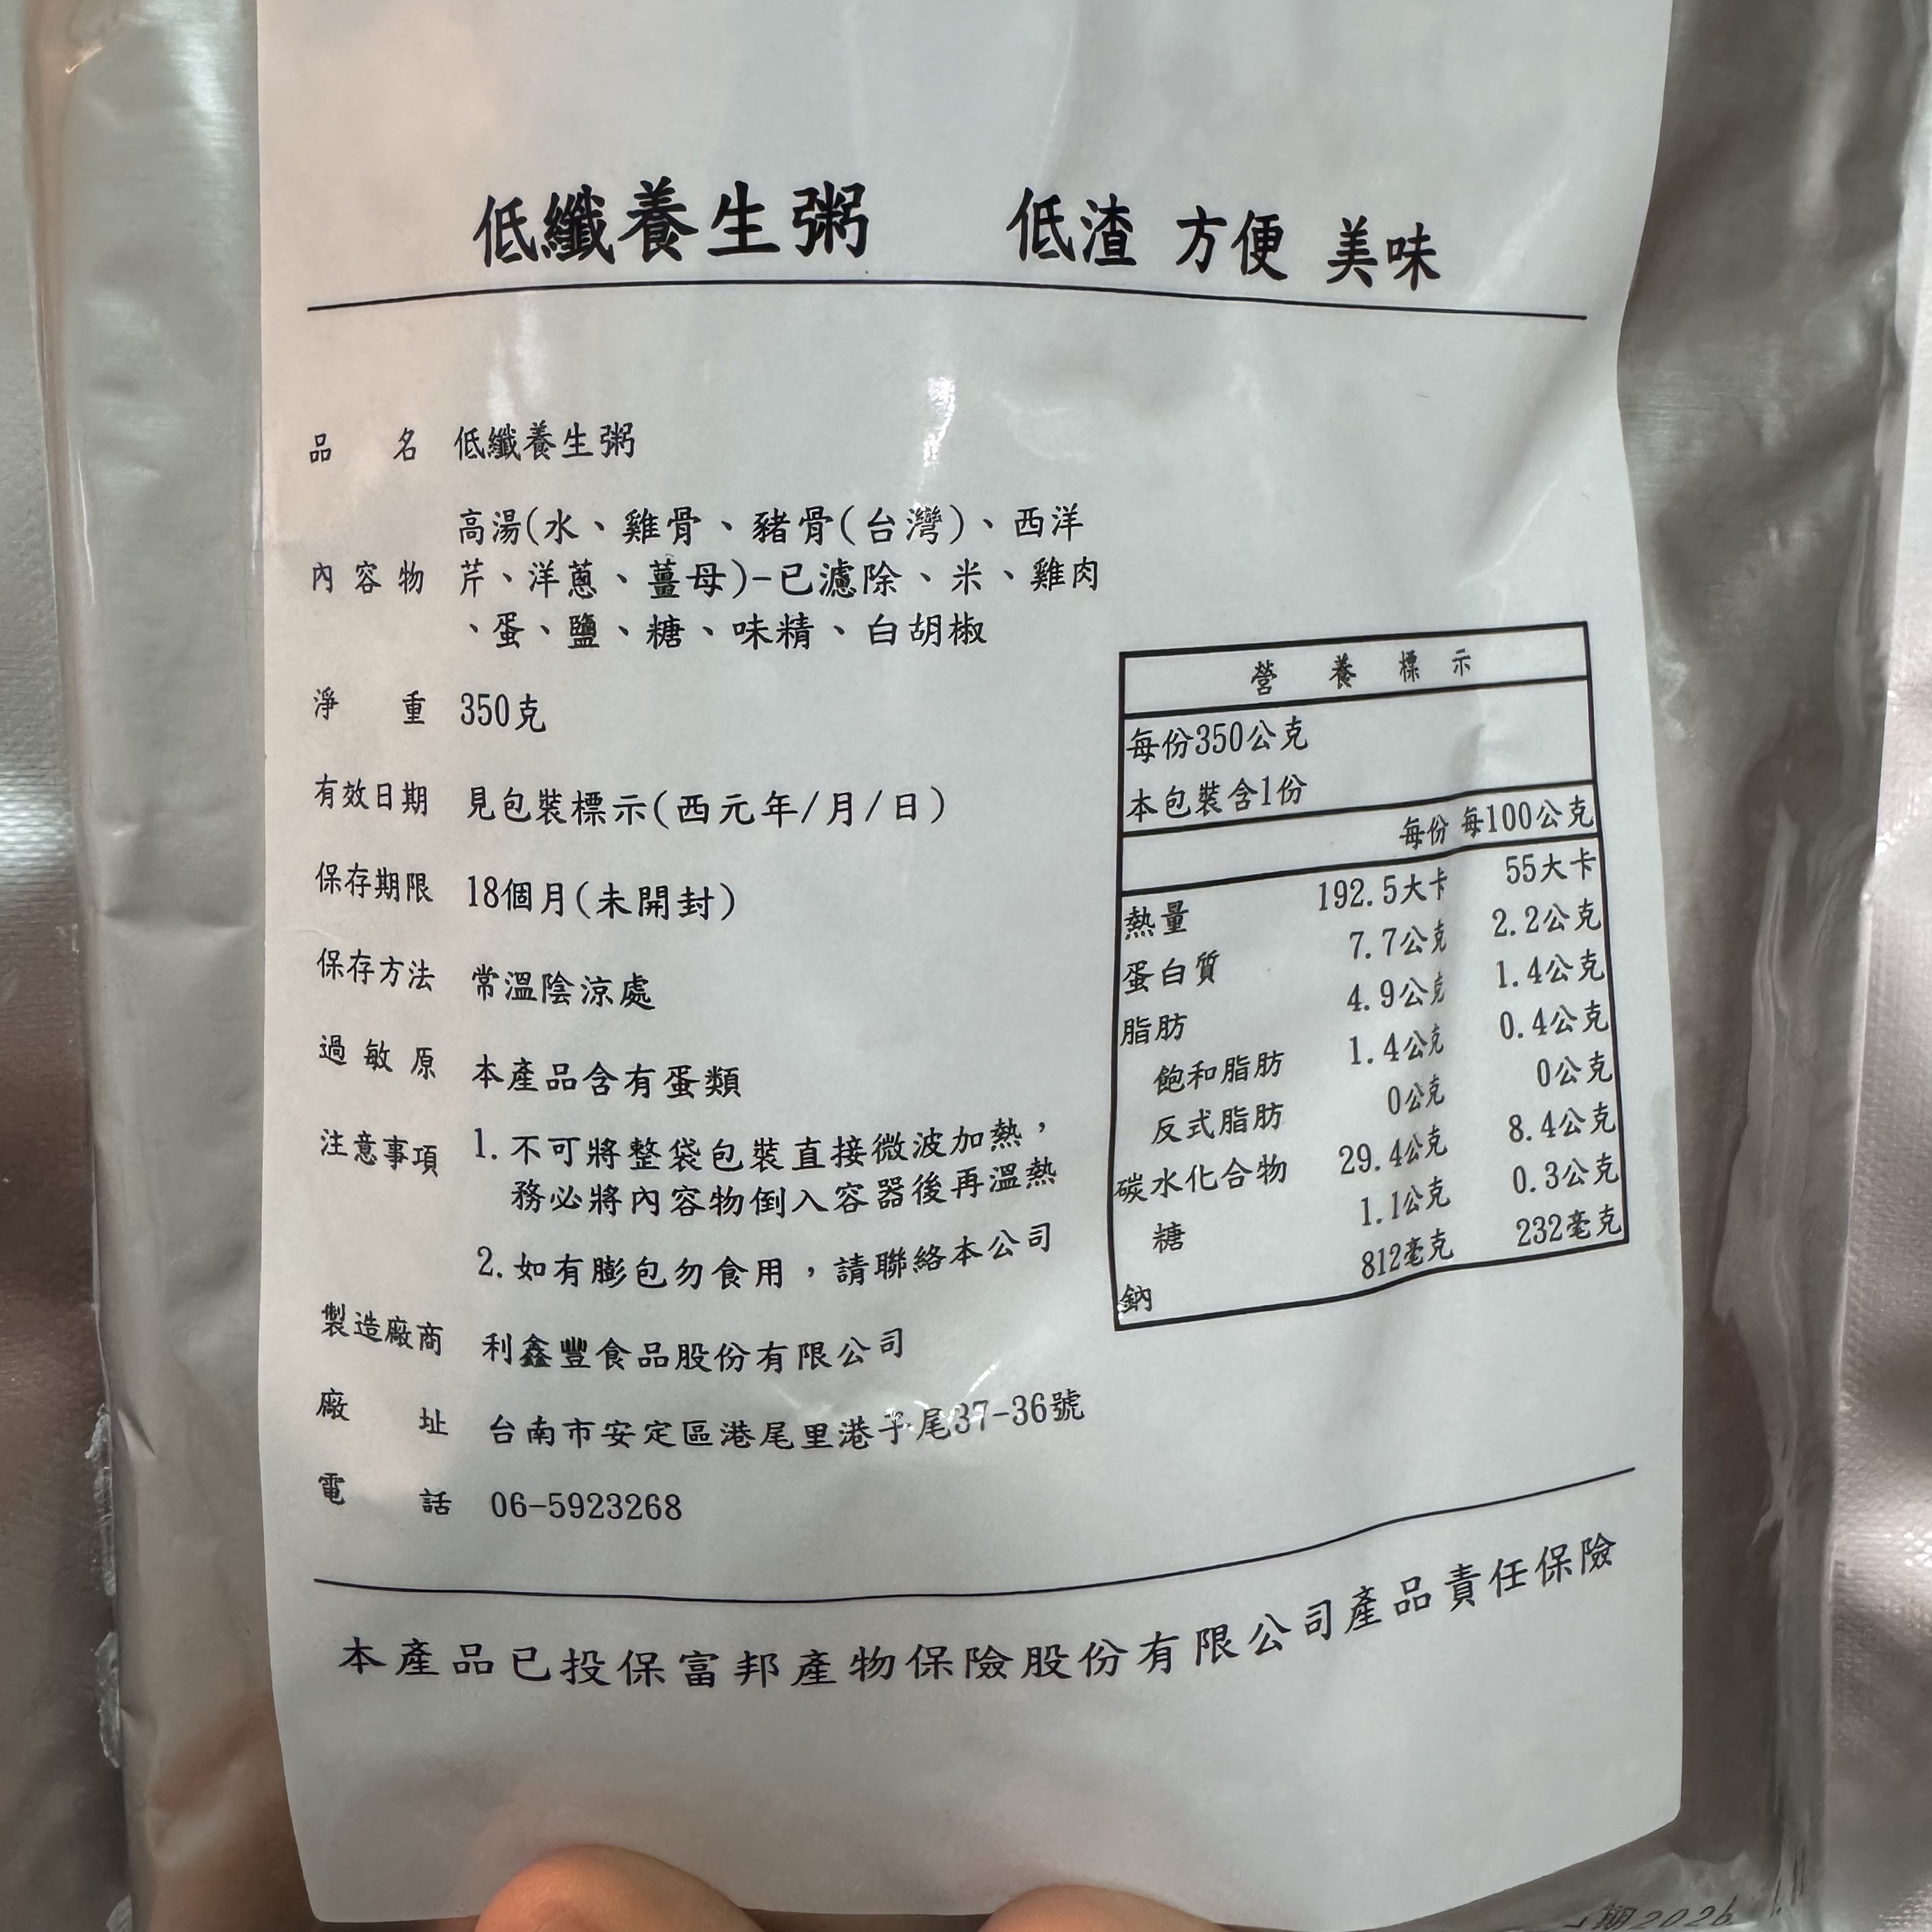 低纖養生粥 低渣 方便 美味
品名 低纖養生粥
內容物 高湯(水、雞骨、豬骨(台灣)、西洋
芹、洋蔥、薑母)-已濾除、米、雞肉
、蛋、鹽、糖、味精、白胡椒
淨重 350克
有效日期 見包裝標示(西元年/月/日)
保存期限 18個月(未開封)
保存方法 常溫陰涼處
過敏原 本產品含有蛋類
注意事項 1.不可將整袋包裝直接微波加熱，
務必將內容物倒入容器後再溫熱
2.如有膨包勿食用，請聯絡本公司
製造廠商 利鑫豐食品股份有限公司
廠址 台南市安定區港尾里港子尾37-36號
電話 06-5923268
營養標示
每份350公克
本包裝含1份
每份 每100公克
熱量 192.5大卡 55大卡
蛋白質 7.7公克 2.2公克
脂肪 4.9公克 1.4公克
飽和脂肪 1.4公克 0.4公克
反式脂肪 0公克 0公克
碳水化合物 29.4公克 8.4公克
糖 1.1公克 0.3公克
鈉 812毫克 232毫克
本產品已投保富邦產物保險股份有限公司產品責任保險
期2026